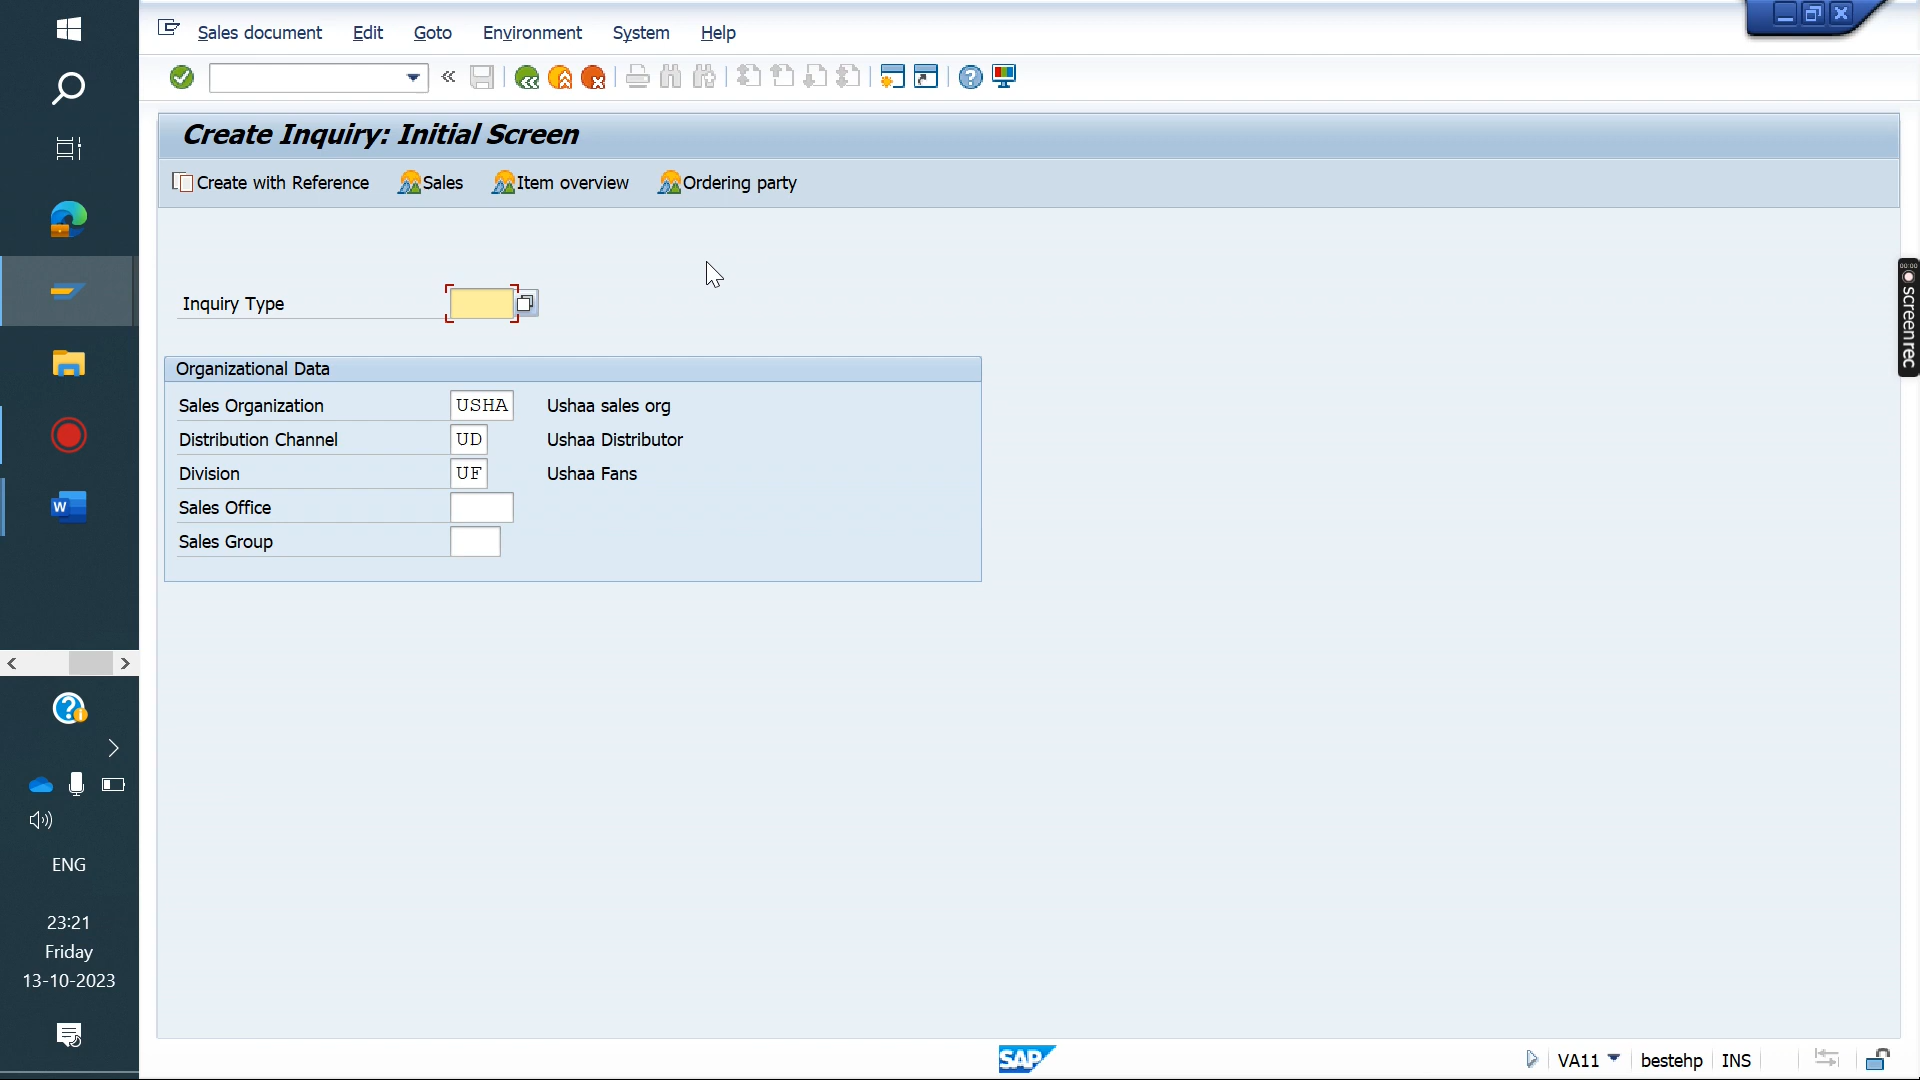 Sales document Edit Goto Environment System Help
Create Inquiry: Initial Screen
Create with Reference Sales Item overview Ordering party
Inquiry Type
Organizational Data
Sales Organization USHA Ushaa sales org
Distribution Channel UD Ushaa Distributor
Division UF Ushaa Fans
Sales Office
Sales Group
00:00
screenrec
W
ENG
23:21
Friday
13-10-2023
SAP
VA11 bestehp INS